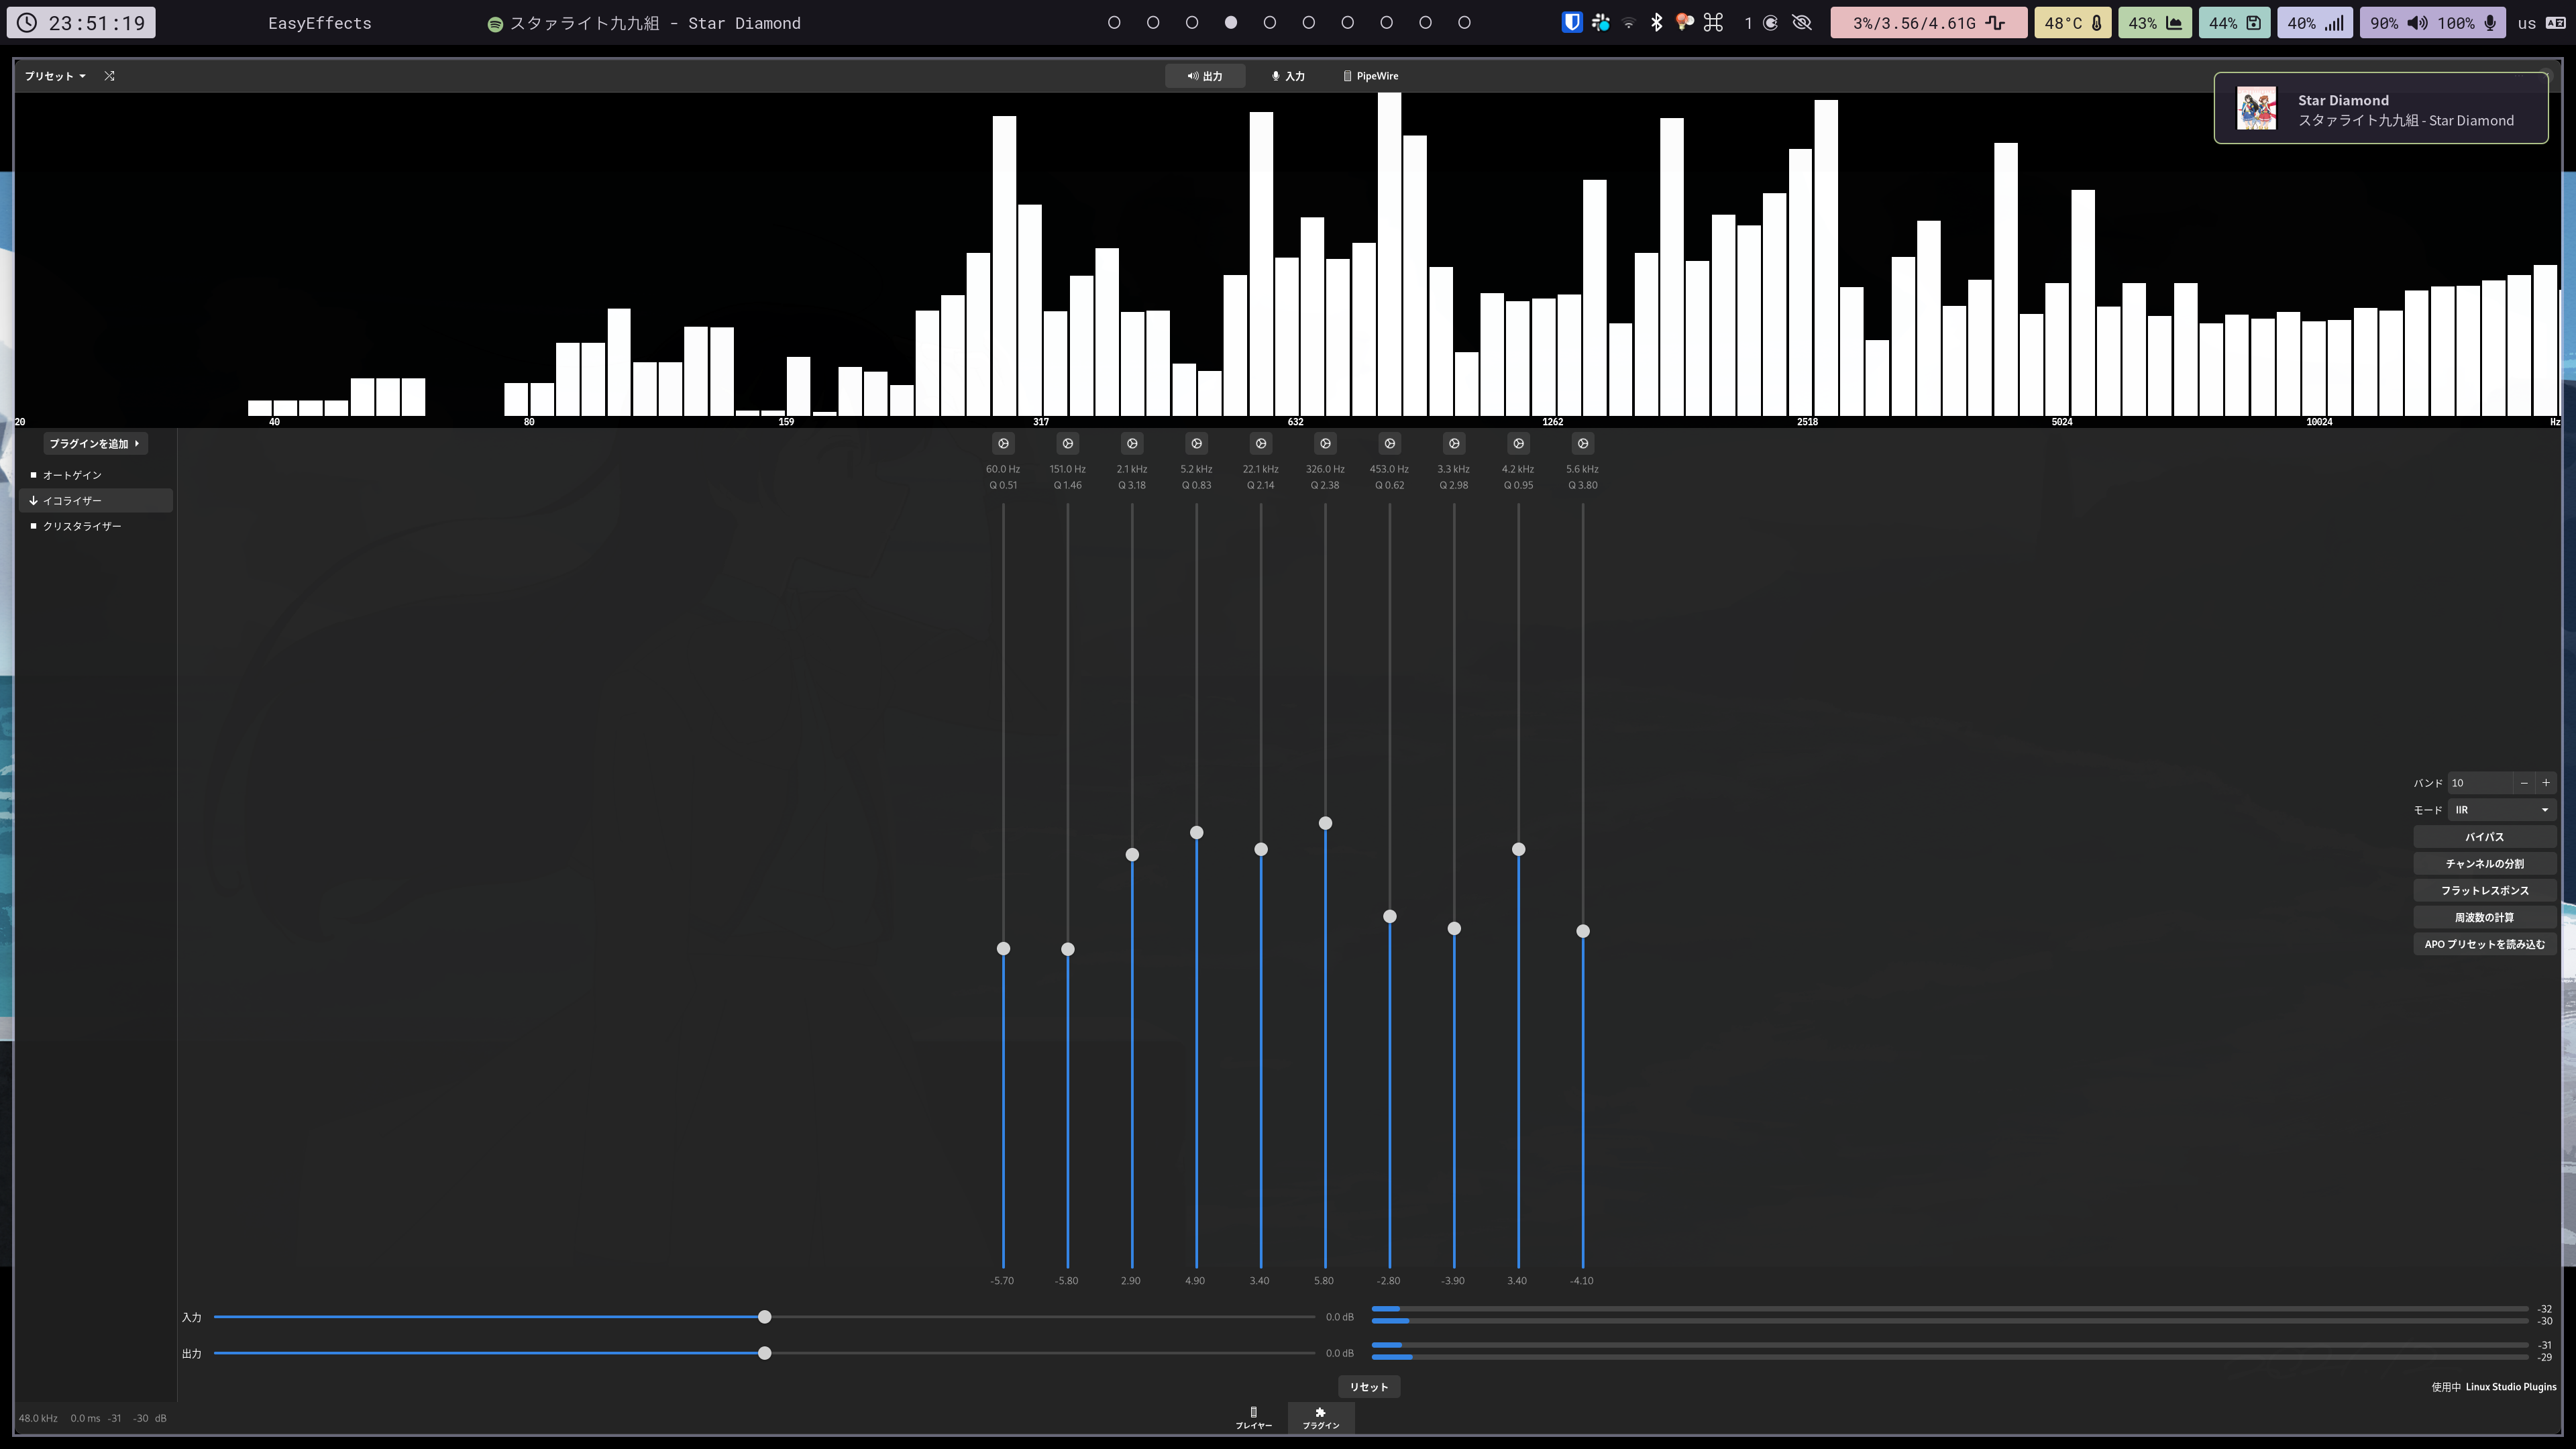 23:51:19 EasyEffects スタァライト九九組 - Star Diamond 1 3%/3.56/4.61G 48°C 43% 44% 40% 90% 100% us
プリセット 出力 入力 PipeWire
Star Diamond
スタァライト九九組 - Star Diamond
20 40 80 159 317 632 1262 2518 5024 10024 Hz
プラグインを追加
オートゲイン
イコライザー
クリスタライザー
60.0 Hz 151.0 Hz 2.1 kHz 5.2 kHz 22.1 kHz 326.0 Hz 453.0 Hz 3.3 kHz 4.2 kHz 5.6 kHz
Q 0.51 Q 1.46 Q 3.18 Q 0.83 Q 2.14 Q 2.38 Q 0.62 Q 2.98 Q 0.95 Q 3.80
バンド 10
モード IIR
バイパス
チャンネルの分割
フラットレスポンス
周波数の計算
APO プリセットを読み込む
-5.70 -5.80 2.90 4.90 3.40 5.80 -2.80 -3.90 3.40 -4.10
入力 0.0 dB -32
-30
出力 0.0 dB -31
-29
リセット 使用中 Linux Studio Plugins
48.0 kHz 0.0 ms -31 -30 dB プレイヤー プラグイン